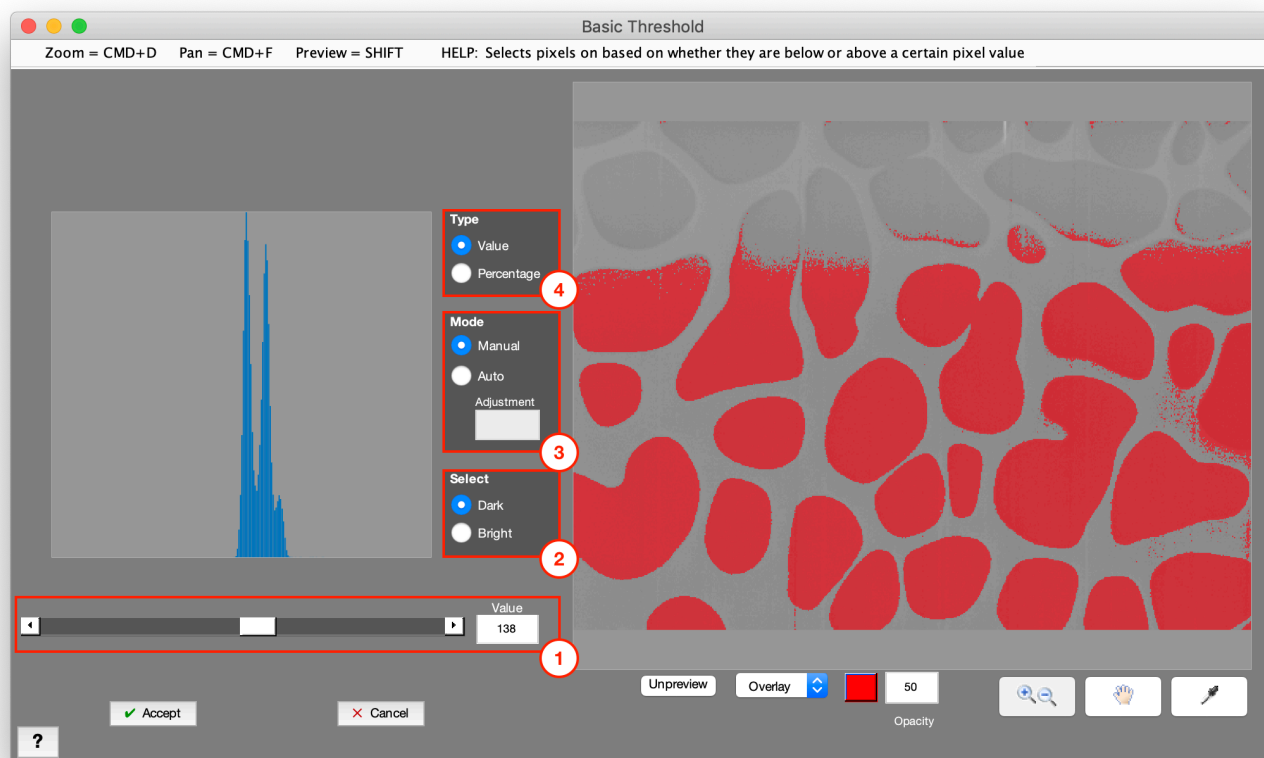 Basic Threshold
Zoom = CMD+D Pan = CMD+F Preview = SHIFT HELP: Selects pixels on based on whether they are below or above a certain pixel value
Type
Value
Percentage
4
Mode
Manual
Auto
Adjustment
3
Select
Dark
Bright
2
Value
138
1
Unpreview
Overlay
50
Opacity
✔ Accept
✕ Cancel
?